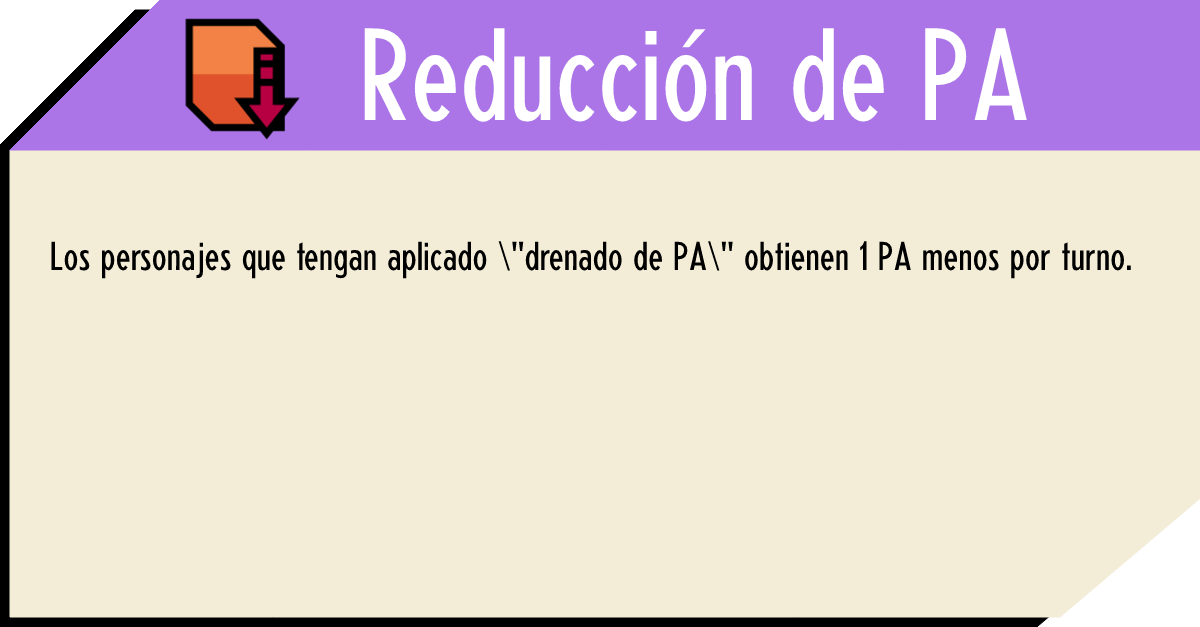 Reducción de PA
Los personajes que tengan aplicado \"drenado de PA\" obtienen 1 PA menos por turno.